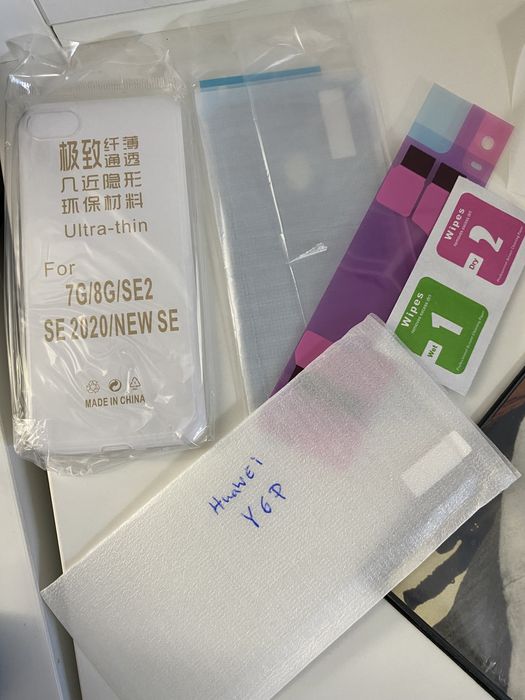 极致纤薄
通透
几近隐形
环保材料
Ultra-thin
For
7G/8G/SE2
SE 2020/NEW SE
MADE IN CHINA
Wipes
Dry 2
Wipes
Wet 1
HUAWEI
Y6P